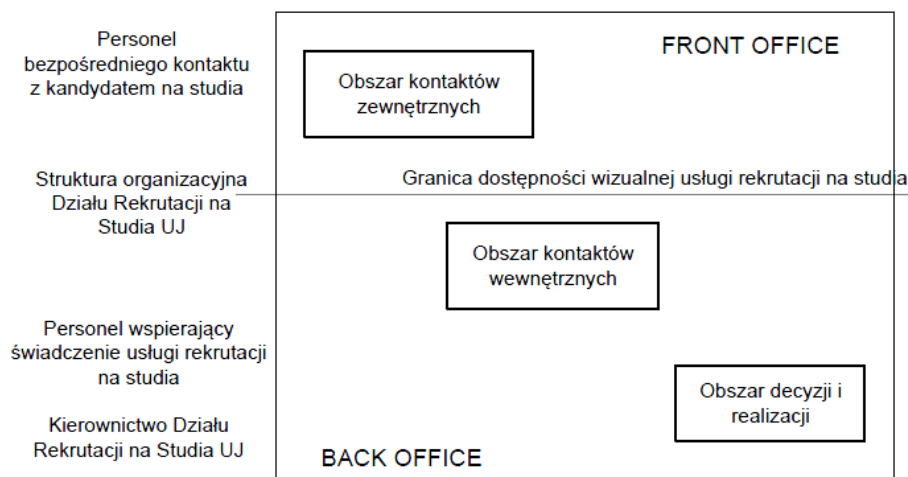 Personel
bezpośredniego kontaktu
z kandydatem na studia
FRONT OFFICE
Obszar kontaktów
zewnętrznych
Struktura organizacyjna
Działu Rekrutacji na
Studia UJ
Granica dostępności wizualnej usługi rekrutacji na studia
Obszar kontaktów
wewnętrznych
Personel wspierający
świadczenie usługi rekrutacji
na studia
Obszar decyzji i
realizacji
Kierownictwo Działu
Rekrutacji na Studia UJ
BACK OFFICE